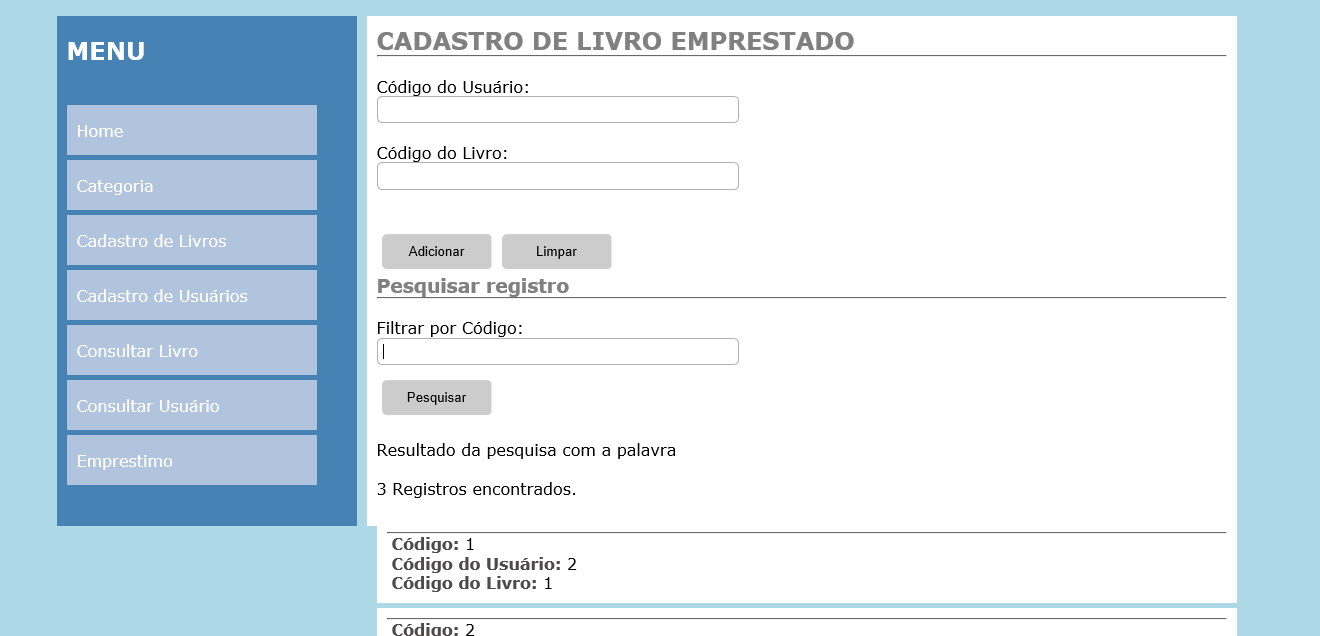 MENU
Home
Categoria
Cadastro de Livros
Cadastro de Usuários
Consultar Livro
Consultar Usuário
Emprestimo
CADASTRO DE LIVRO EMPRESTADO
Código do Usuário:
Código do Livro:
Adicionar Limpar
Pesquisar registro
Filtrar por Código:
Pesquisar
Resultado da pesquisa com a palavra
3 Registros encontrados.
Código: 1
Código do Usuário: 2
Código do Livro: 1
Código: 2